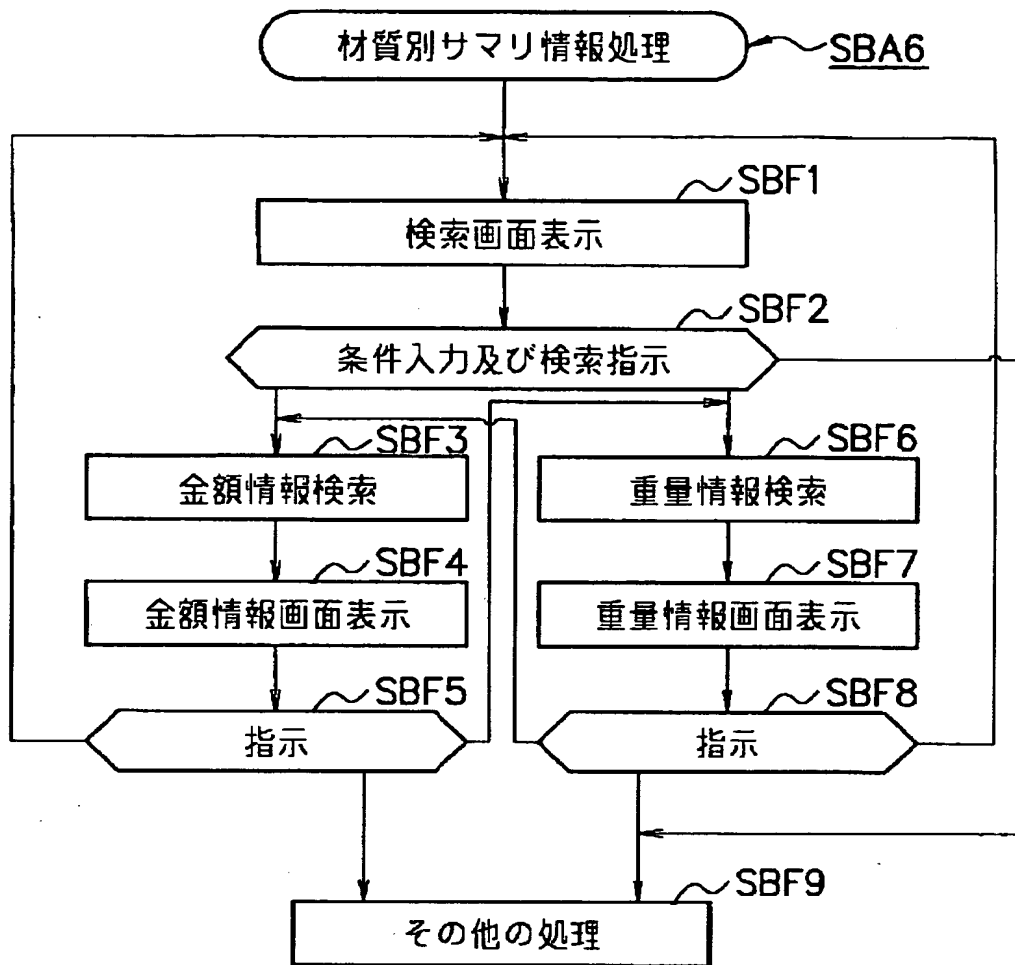 材質別サマリ情報処理
SBA6
SBF1
検索画面表示
SBF2
条件入力及び検索指示
SBF3
金額情報検索
SBF4
金額情報画面表示
SBF5
指示
SBF6
重量情報検索
SBF7
重量情報画面表示
SBF8
指示
SBF9
その他の処理